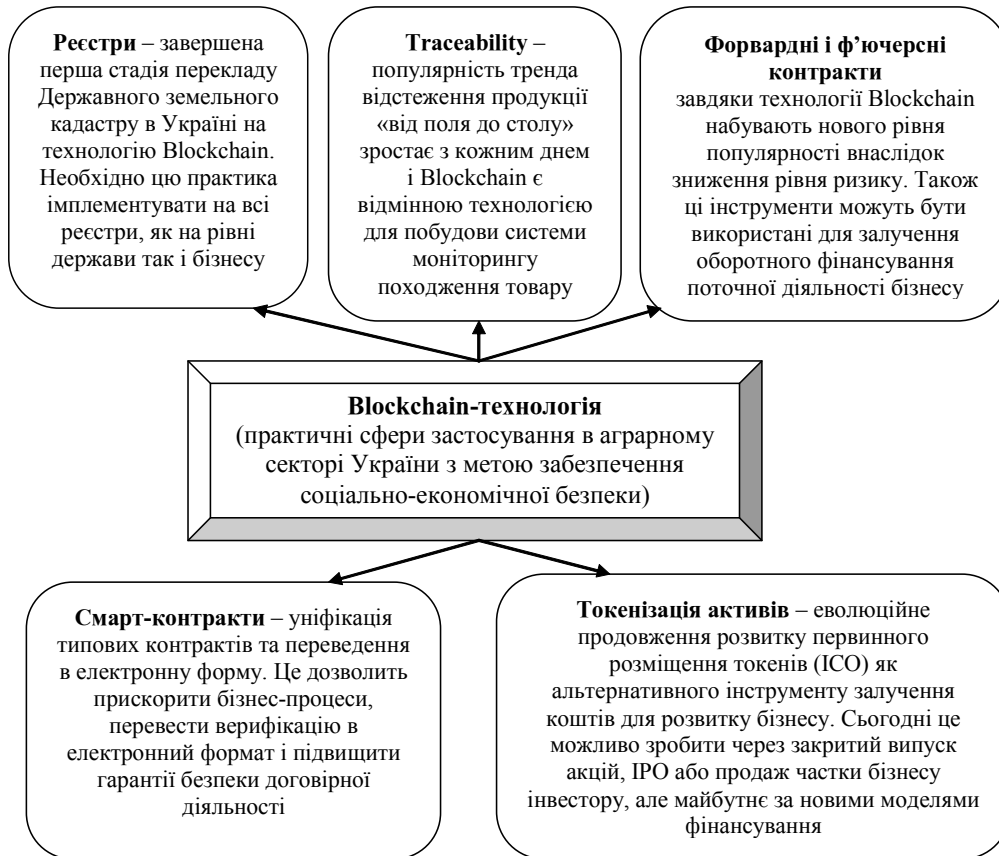 Реєстри – завершена
перша стадія перекладу
Державного земельного
кадастру в Україні на
технологію Blockchain.
Необхідно цю практика
імплементувати на всі
реєстри, як на рівні
держави так і бізнесу
Traceability –
популярність тренда
відстеження продукції
«від поля до столу»
зростає з кожним днем
і Blockchain є
відмінною технологією
для побудови системи
моніторингу
походження товару
Форвардні і ф’ючерсні
контракти
завдяки технології Blockchain
набувають нового рівня
популярності внаслідок
зниження рівня ризику. Також
ці інструменти можуть бути
використані для залучення
оборотного фінансування
поточної діяльності бізнесу
Blockchain-технологія
(практичні сфери застосування в аграрному
секторі України з метою забезпечення
соціально-економічної безпеки)
Смарт-контракти – уніфікація
типових контрактів та переведення
в електронну форму. Це дозволить
прискорити бізнес-процеси,
перевести верифікацію в
електронний формат і підвищити
гарантії безпеки договірної
діяльності
Токенізація активів – еволюційне
продовження розвитку первинного
розміщення токенів (ICO) як
альтернативного інструменту залучення
коштів для розвитку бізнесу. Сьогодні це
можливо зробити через закритий випуск
акцій, IPO або продаж частки бізнесу
інвестору, але майбутнє за новими моделями
фінансування